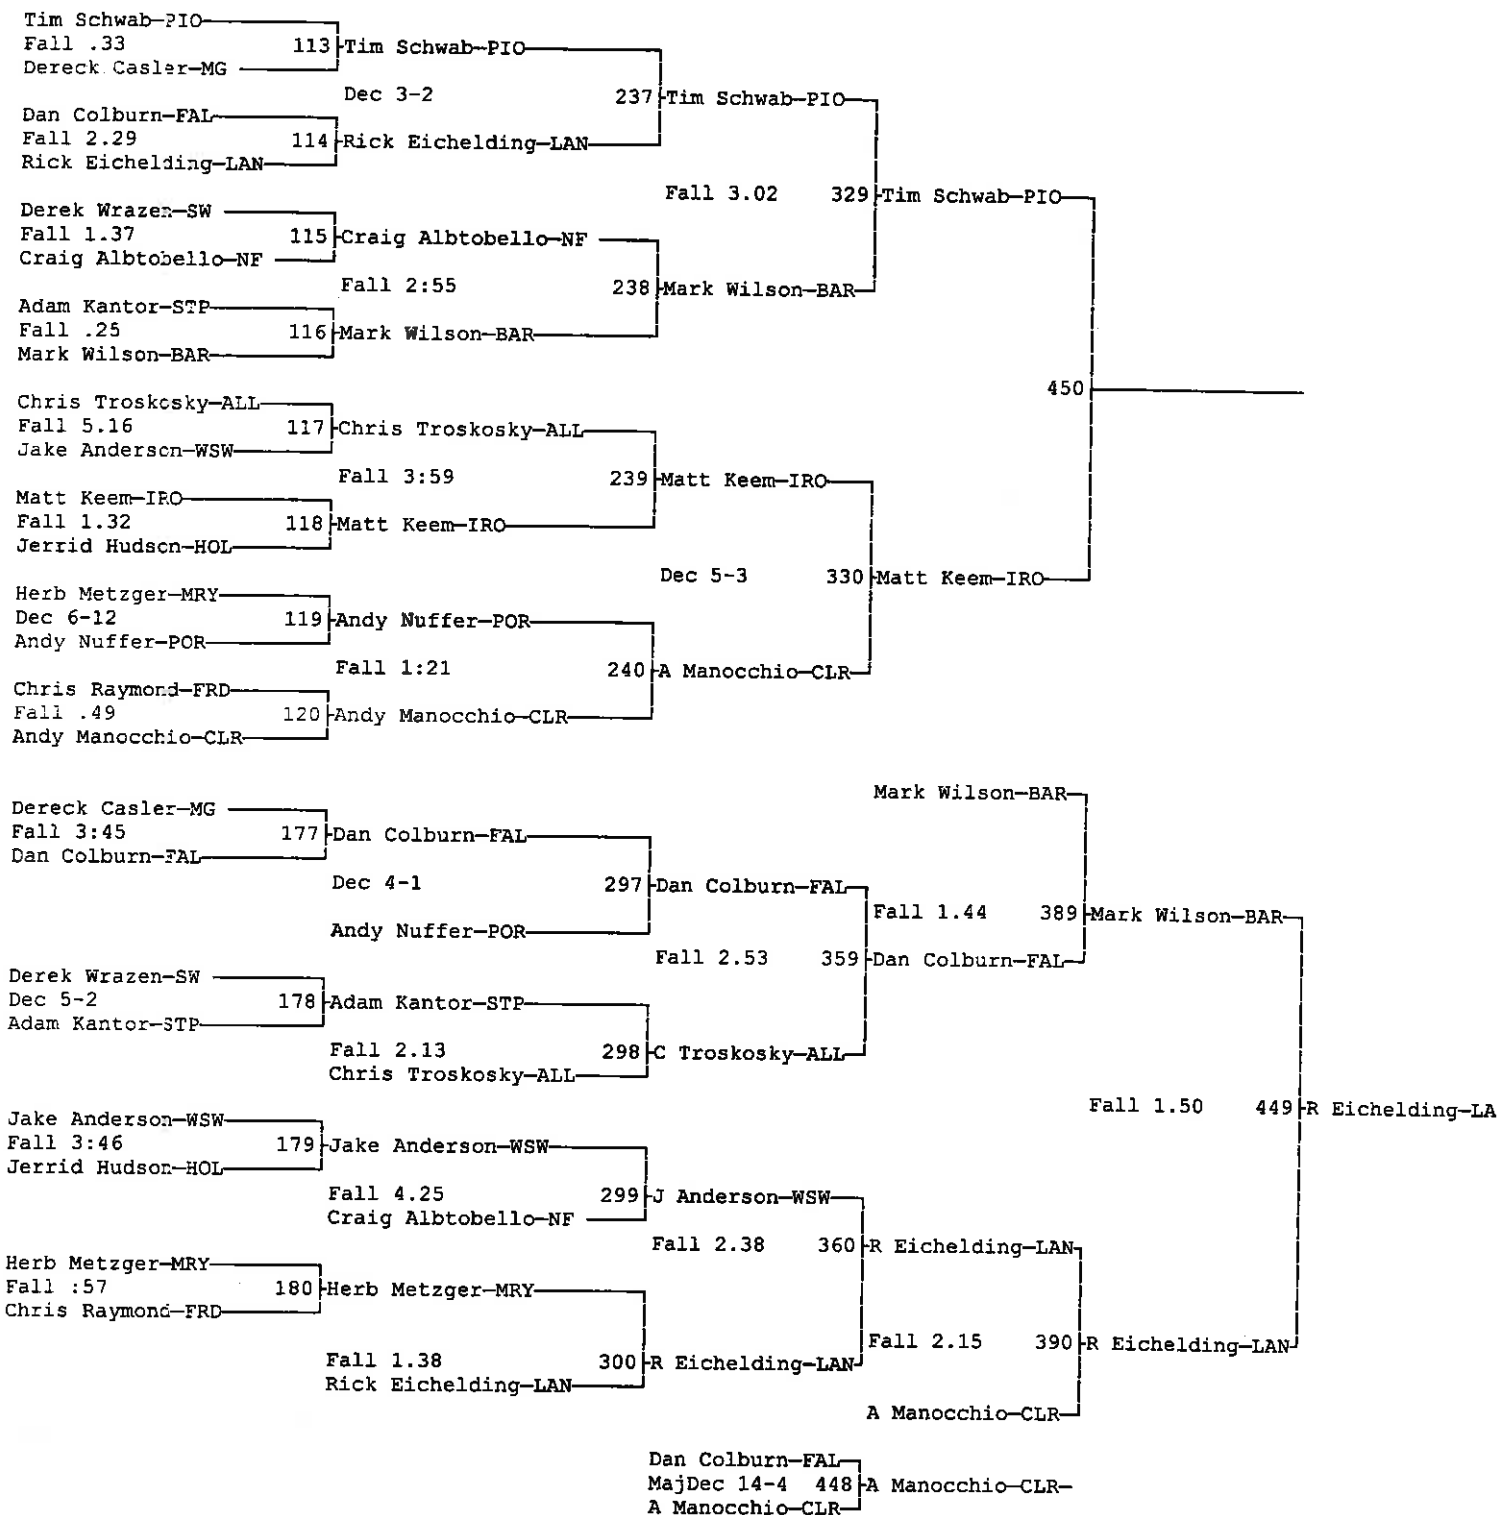 Tim Schwab-PIO
Fall .33 113 Tim Schwab-PIO
Dereck Casler-MG
Dec 3-2 237 Tim Schwab-PIO
Dan Colburn-FAL
Fall 2.29 114 Rick Eichelding-LAN
Rick Eichelding-LAN
Fall 3.02 329 Tim Schwab-PIO
Derek Wrazen-SW
Fall 1.37 115 Craig Albtobello-NF
Craig Albtobello-NF
Fall 2:55 238 Mark Wilson-BAR
Adam Kantor-STP
Fall .25 116 Mark Wilson-BAR
Mark Wilson-BAR
450
Chris Troskosky-ALL
Fall 5.16 117 Chris Troskosky-ALL
Jake Anderson-WSW
Fall 3:59 239 Matt Keem-IRO
Matt Keem-IRO
Fall 1.32 118 Matt Keem-IRO
Jerrid Hudson-HOL
Dec 5-3 330 Matt Keem-IRO
Herb Metzger-MRY
Dec 6-12 119 Andy Nuffer-POR
Andy Nuffer-POR
Fall 1:21 240 A Manocchio-CLR
Chris Raymond-FRD
Fall .49 120 Andy Manocchio-CLR
Andy Manocchio-CLR
Mark Wilson-BAR
Dereck Casler-MG
Fall 3:45 177 Dan Colburn-FAL
Dan Colburn-FAL
Dec 4-1 297 Dan Colburn-FAL
Fall 1.44 389 Mark Wilson-BAR
Andy Nuffer-POR
Fall 2.53 359 Dan Colburn-FAL
Derek Wrazen-SW
Dec 5-2 178 Adam Kantor-STP
Adam Kantor-STP
Fall 2.13 298 C Troskosky-ALL
Chris Troskosky-ALL
Fall 1.50 449 R Eichelding-LA
Jake Anderson-WSW
Fall 3:46 179 Jake Anderson-WSW
Jerrid Hudson-HOL
Fall 4.25 299 J Anderson-WSW
Craig Albtobello-NF
Fall 2.38 360 R Eichelding-LAN
Herb Metzger-MRY
Fall :57 180 Herb Metzger-MRY
Chris Raymond-FRD
Fall 2.15 390 R Eichelding-LAN
Fall 1.38 300 R Eichelding-LAN
Rick Eichelding-LAN
A Manocchio-CLR
Dan Colburn-FAL
MajDec 14-4 448 A Manocchio-CLR-
A Manocchio-CLR